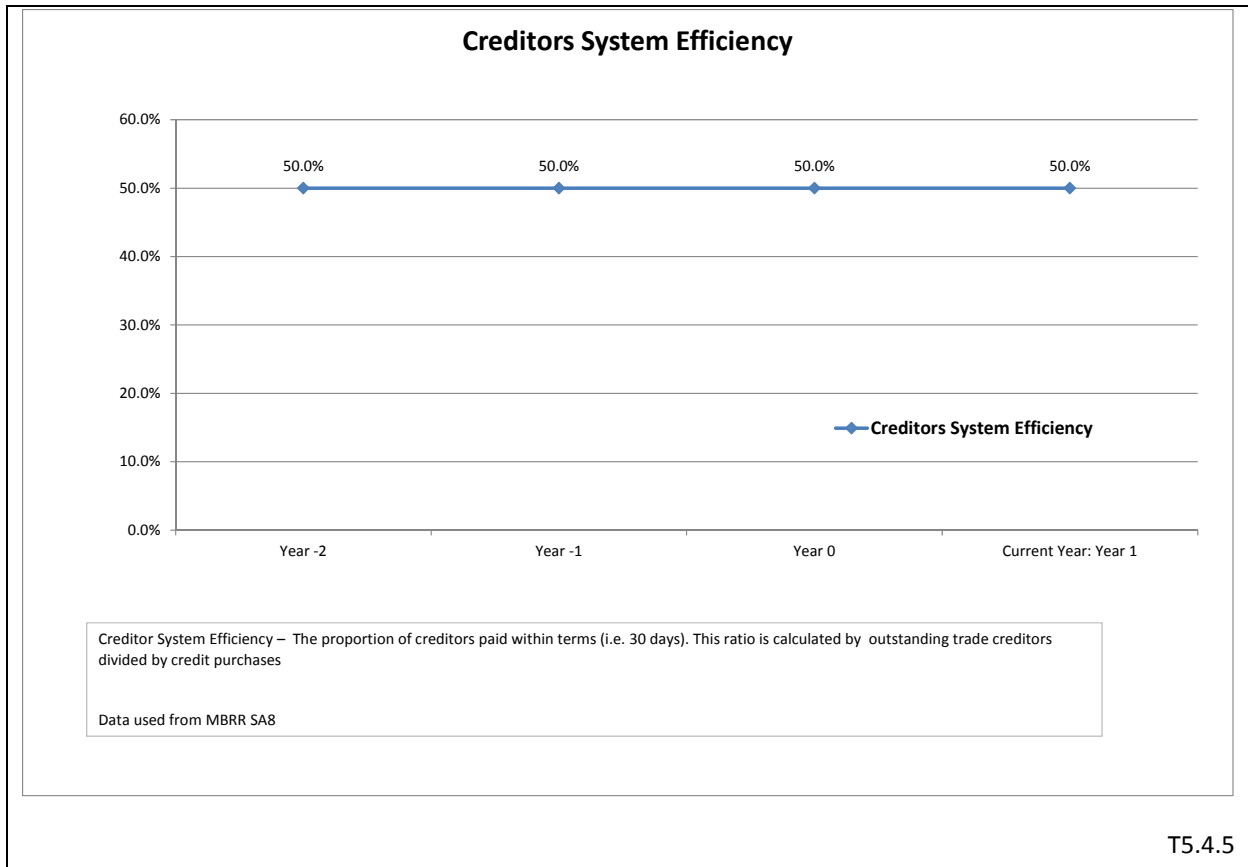 Creditors System Efficiency
60.0%
50.0%
40.0%
30.0%
20.0%
10.0%
0.0%
50.0% 50.0% 50.0% 50.0%
Creditors System Efficiency
Year -2 Year -1 Year 0 Current Year: Year 1
Creditor System Efficiency – The proportion of creditors paid within terms (i.e. 30 days). This ratio is calculated by outstanding trade creditors
divided by credit purchases
Data used from MBRR SA8
T5.4.5